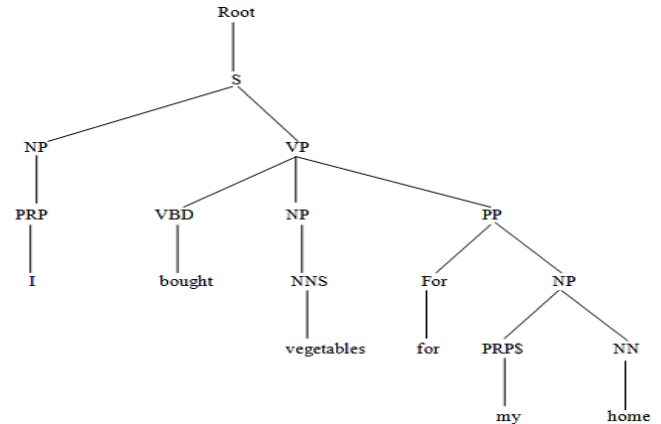 Root
S
NP VP
PRP VBD NP PP
I bought NNS For NP
vegetables for PRP$ NN
my home